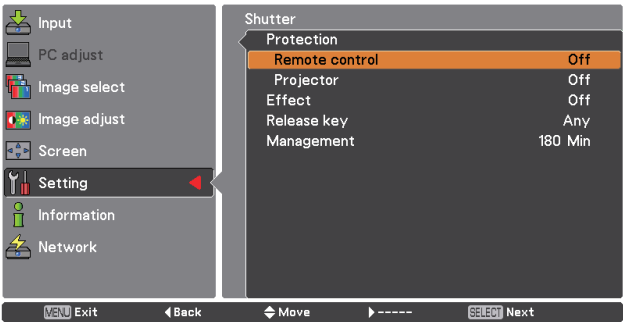 Input
PC adjust
Image select
Image adjust
Screen
Setting
Information
Network
Shutter
Protection
Remote control Off
Projector Off
Effect Off
Release key Any
Management 180 Min
MENU Exit Back Move ----- SELECT Next